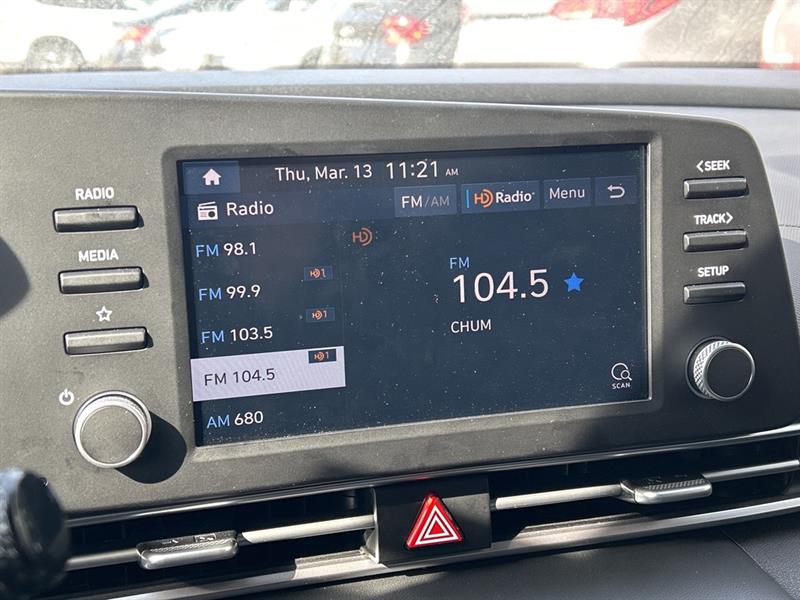 Thu, Mar. 13 11:21 AM
Radio
FM/AM
HD Radio
Menu
FM 98.1
FM 99.9
HD1
FM 103.5
HD1
FM 104.5
HD1
AM 680
HD
FM
104.5
CHUM
SCAN
RADIO
MEDIA
<SEEK
TRACK>
SETUP